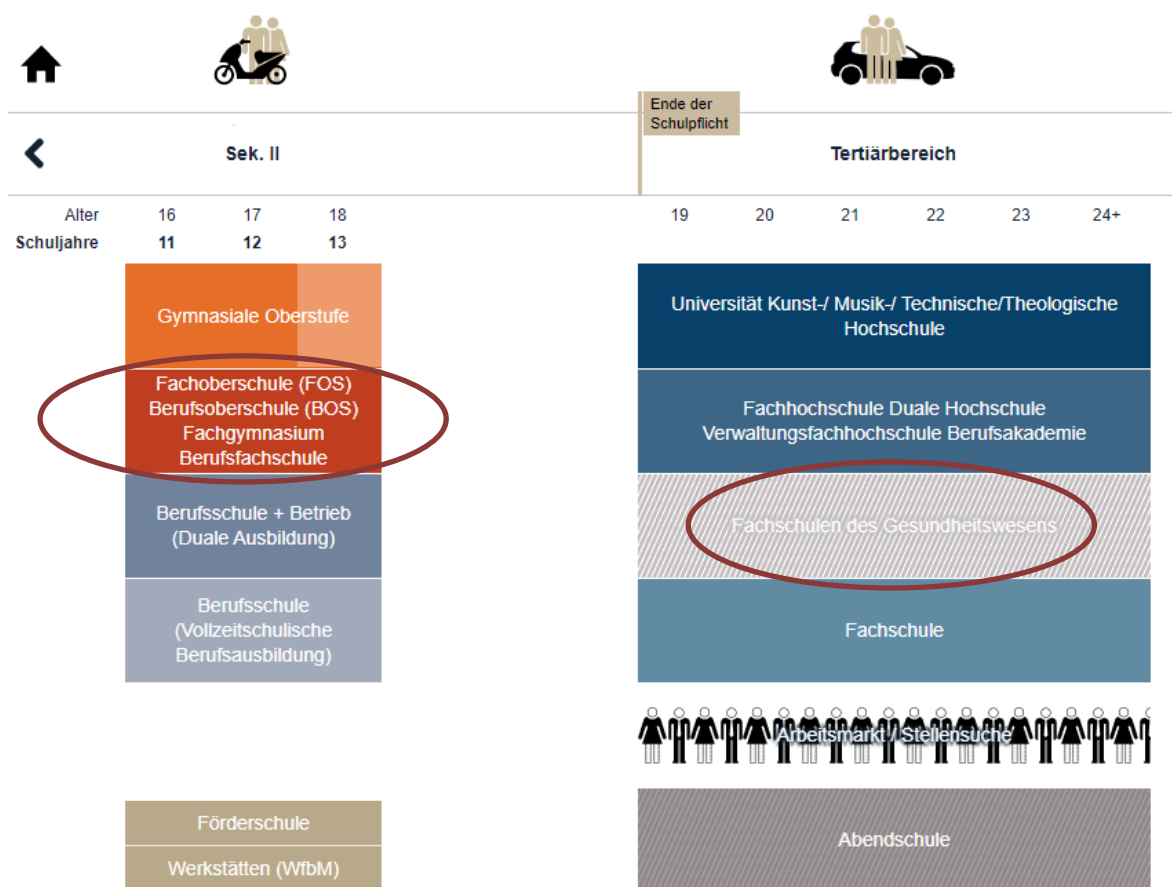 Ende der
Schulpflicht
Sek. II
Tertiärbereich
Alter 16 17 18 19 20 21 22 23 24+
Schuljahre 11 12 13
Gymnasiale Oberstufe
Fachoberschule (FOS)
Berufsoberschule (BOS)
Fachgymnasium
Berufsfachschule
Berufsschule + Betrieb
(Duale Ausbildung)
Berufsschule
(Vollzeitschulische
Berufsausbildung)
Förderschule
Werkstätten (WfbM)
Universität Kunst-/ Musik-/ Technische/Theologische
Hochschule
Fachhochschule Duale Hochschule
Verwaltungsfachhochschule Berufsakademie
Fachschulen des Gesundheitswesens
Fachschule
Arbeitsmarkt / Stellensuche
Abendschule